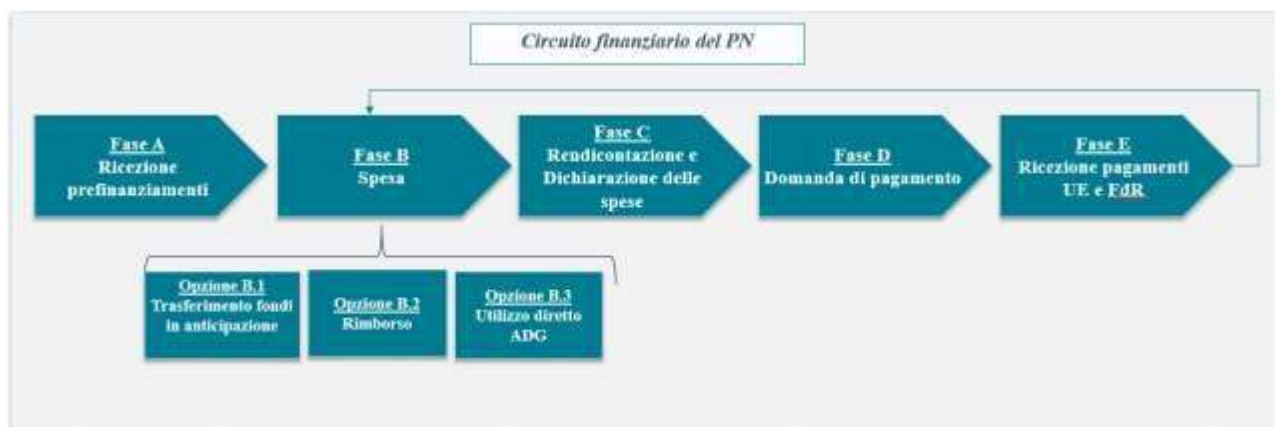 Circuito finanziario del PN
Fase A
Ricezione
prefinanziamenti
Fase B
Spesa
Fase C
Rendicontazione e
Dichiarazione delle
spese
Fase D
Domanda di pagamento
Fase E
Ricezione pagamenti
UE e FdR
Opzione B.1
Trasferimento fondi
in anticipazione
Opzione B.2
Rimborso
Opzione B.3
Utilizzo diretto
ADG